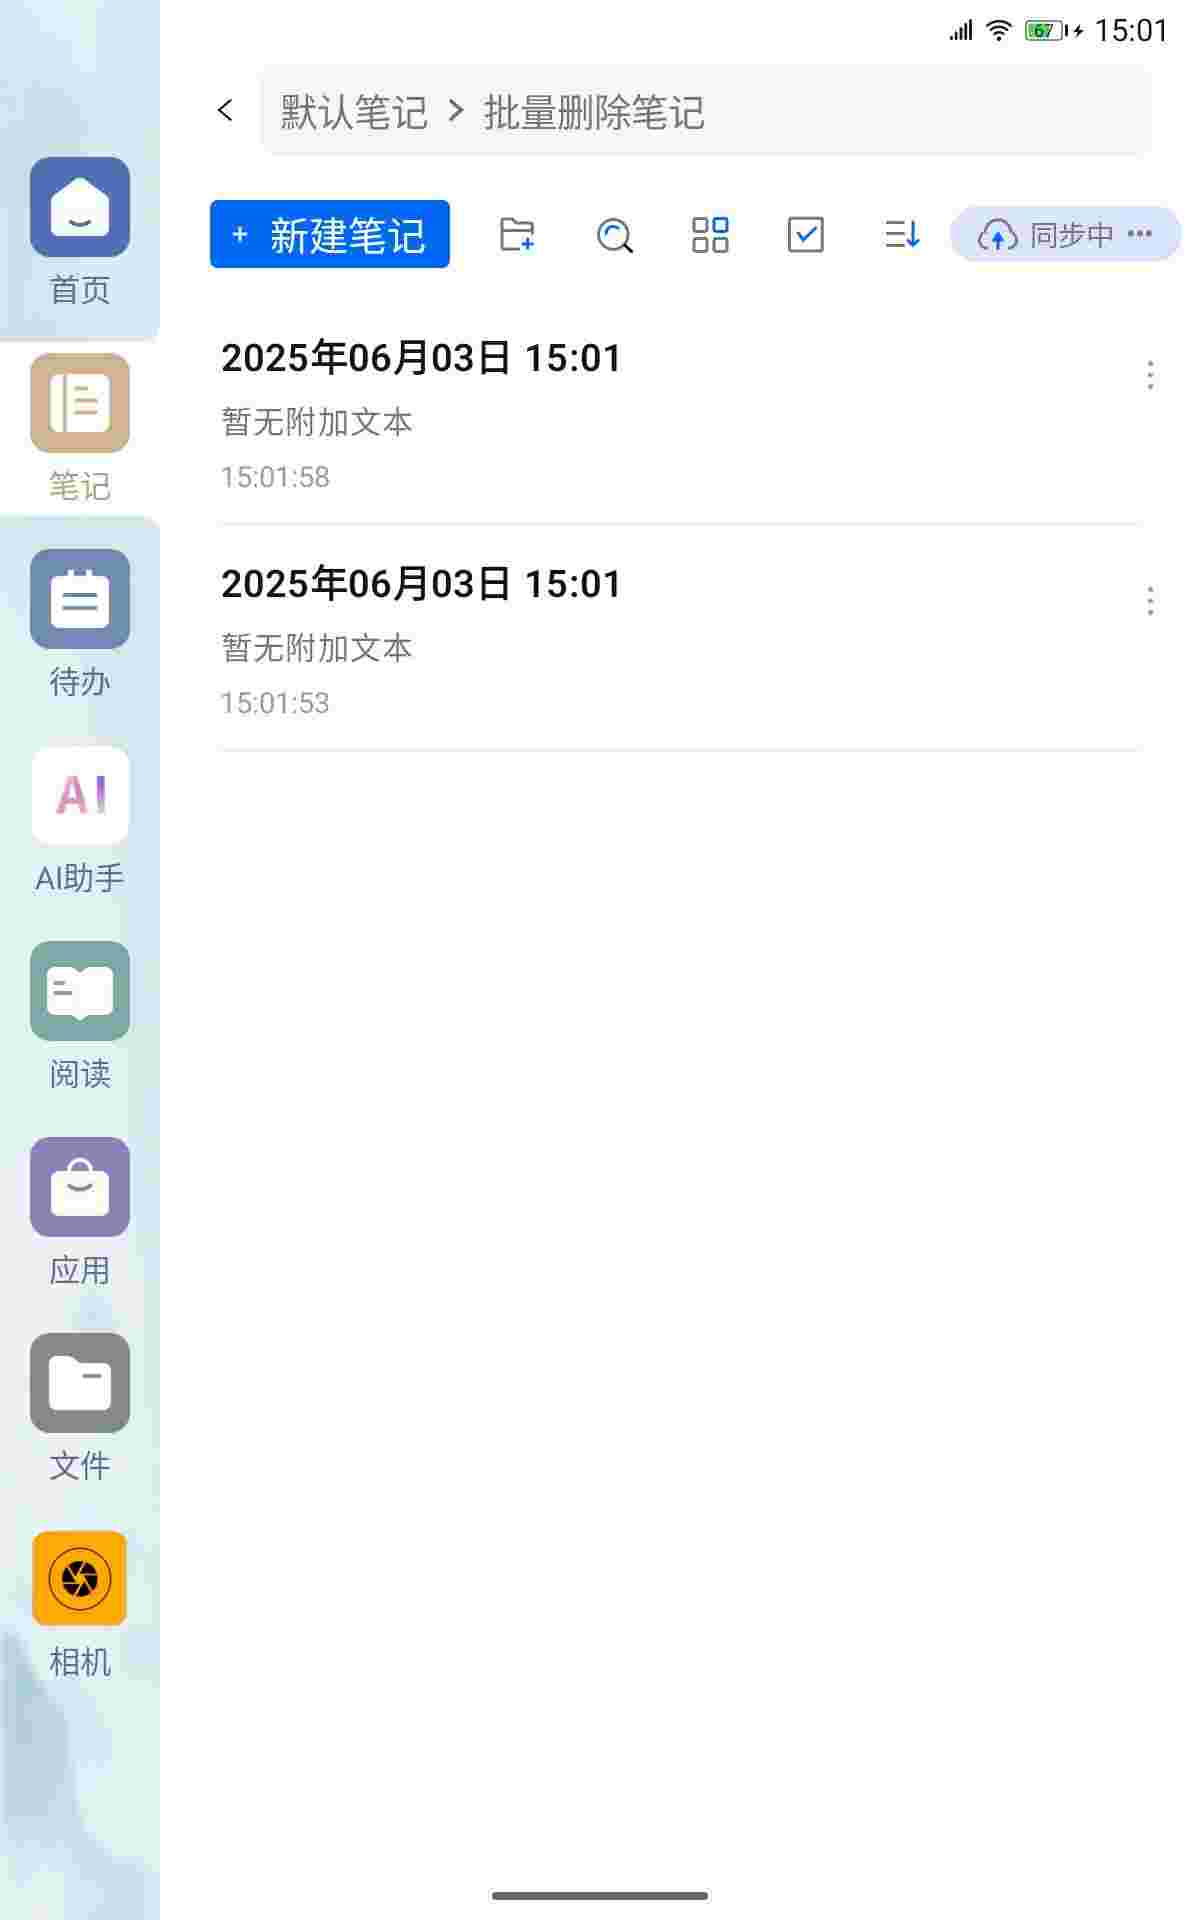 67 15:01
默认笔记 > 批量删除笔记
+ 新建笔记
同步中 •••
2025年06月03日 15:01
暂无附加文本
15:01:58
2025年06月03日 15:01
暂无附加文本
15:01:53
首页
笔记
待办
AI
AI助手
阅读
应用
文件
相机